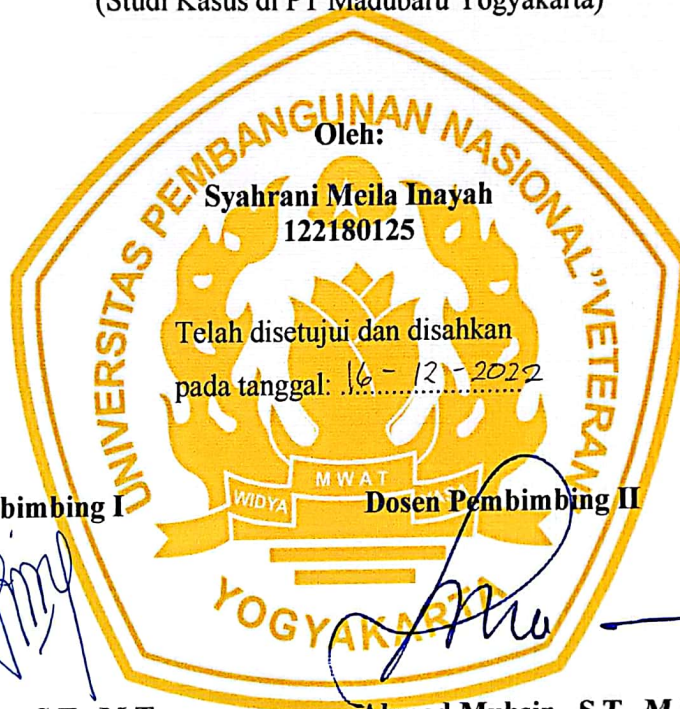 (Studi Kasus di PT Madubaru Yogyakarta)
UNIVERSITAS PEMBANGUNAN NASIONAL "VETERAN"
YOGYAKARTA
Oleh:
Syahrani Meila Inayah
122180125
Telah disetujui dan disahkan
pada tanggal: 16 - 12 - 2022
WIDYA MWAT
bimbing I Dosen Pembimbing II
Muhsin, S.T., M